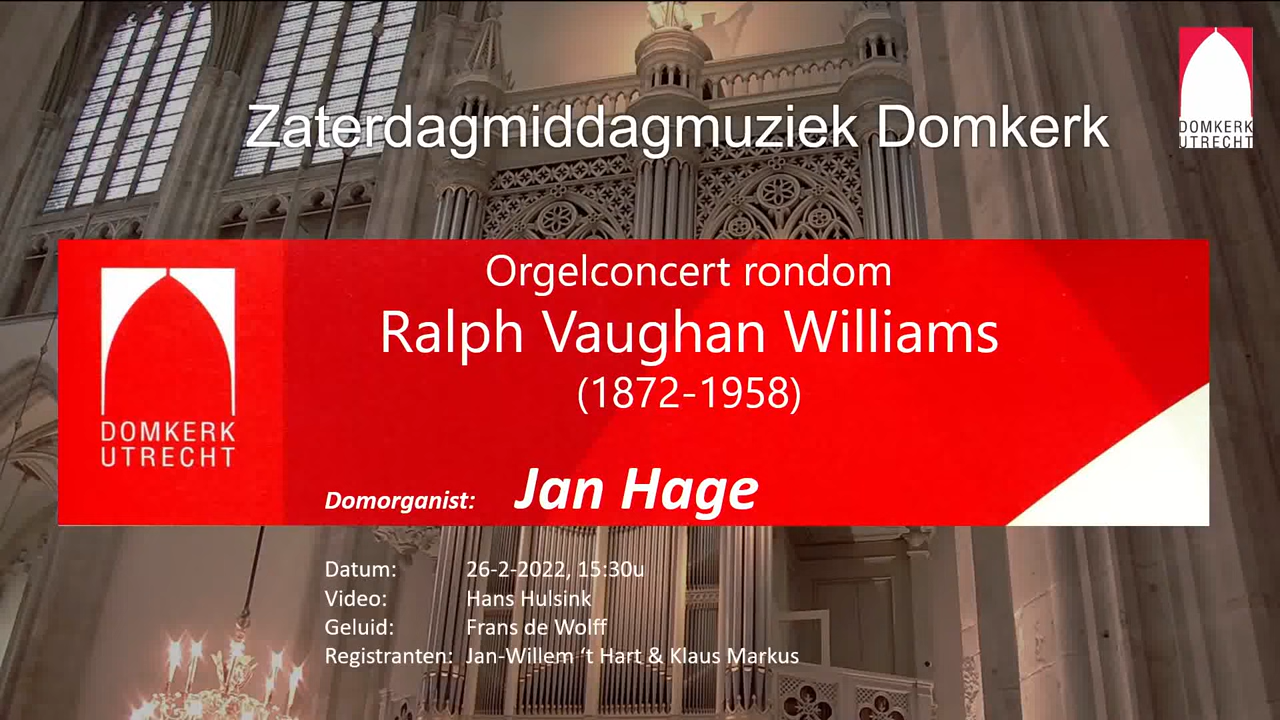 Zaterdagmiddagmuziek Domkerk
DOMKERK
UTRECHT
Orgelconcert rondom
Ralph Vaughan Williams
(1872-1958)
DOMKERK
UTRECHT
Domorganist: Jan Hage
Datum: 26-2-2022, 15:30u
Video: Hans Hulsink
Geluid: Frans de Wolff
Registranten: Jan-Willem ‘t Hart & Klaus Markus